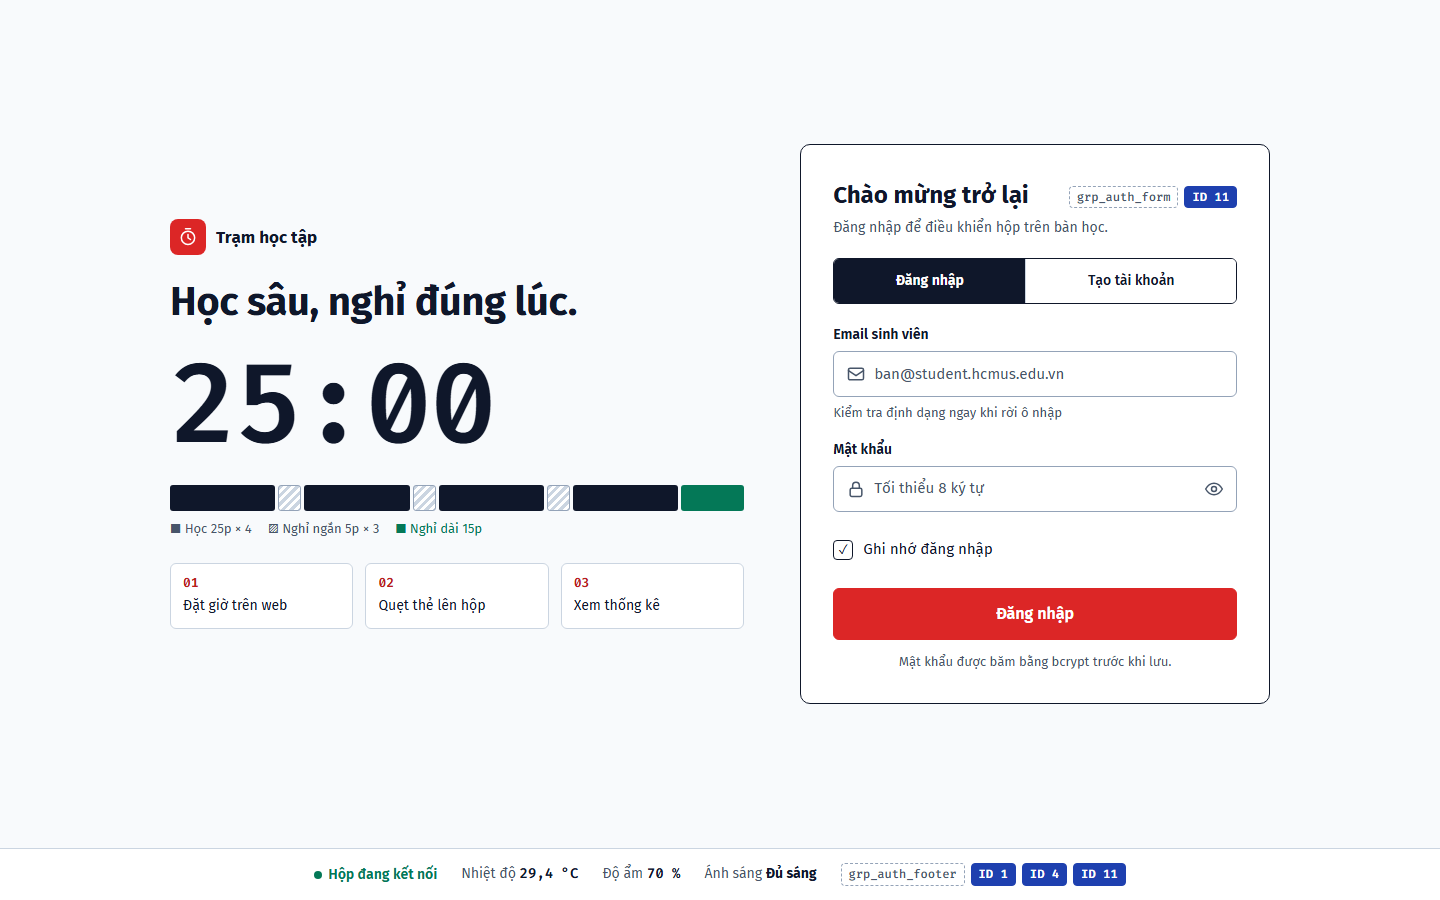 Trạm học tập
Học sâu, nghỉ đúng lúc.
25:00
Học 25p × 4 Nghỉ ngắn 5p × 3 Nghỉ dài 15p
01
Đặt giờ trên web
02
Quẹt thẻ lên hộp
03
Xem thống kê
Chào mừng trở lại grp_auth_form ID 11
Đăng nhập để điều khiển hộp trên bàn học.
Đăng nhập Tạo tài khoản
Email sinh viên
ban@student.hcmus.edu.vn
Kiểm tra định dạng ngay khi rời ô nhập
Mật khẩu
Tối thiểu 8 ký tự
Ghi nhớ đăng nhập
Đăng nhập
Mật khẩu được băm bằng bcrypt trước khi lưu.
Hộp đang kết nối Nhiệt độ 29,4 °C Độ ẩm 70 % Ánh sáng Đủ sáng grp_auth_footer ID 1 ID 4 ID 11